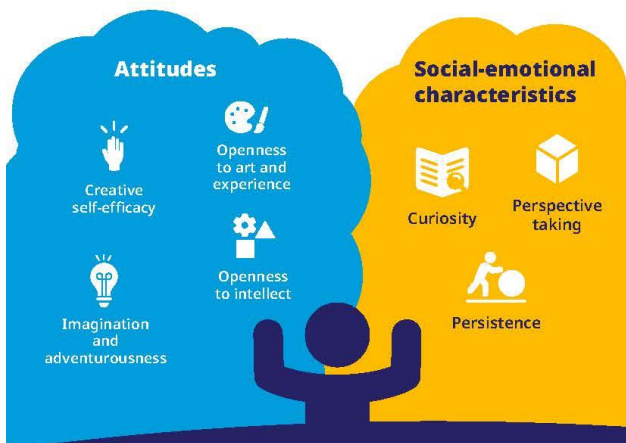 Attitudes
Creative
self-efficacy
Openness
to art and
experience
Openness
to intellect
Imagination
and
adventurousness
Social-emotional
characteristics
Curiosity
Perspective
taking
Persistence